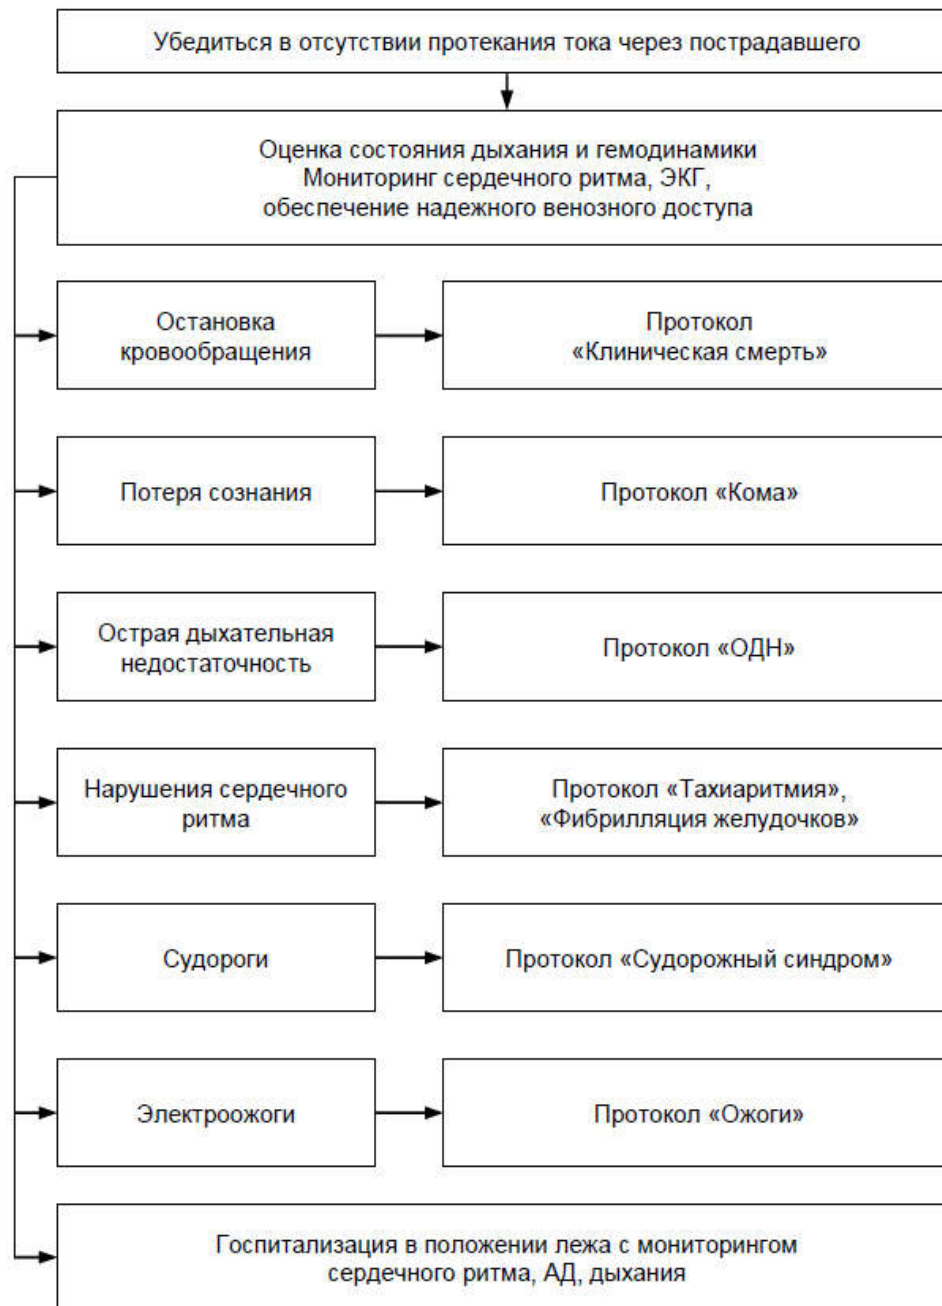 Убедиться в отсутствии протекания тока через пострадавшего
Оценка состояния дыхания и гемодинамики
Мониторинг сердечного ритма, ЭКГ,
обеспечение надежного венозного доступа
Остановка
кровообращения
Протокол
«Клиническая смерть»
Потеря сознания
Протокол «Кома»
Острая дыхательная
недостаточность
Протокол «ОДН»
Нарушения сердечного
ритма
Протокол «Тахиаритмия»,
«Фибрилляция желудочков»
Судороги
Протокол «Судорожный синдром»
Электроожоги
Протокол «Ожоги»
Госпитализация в положении лежа с мониторингом
сердечного ритма, АД, дыхания